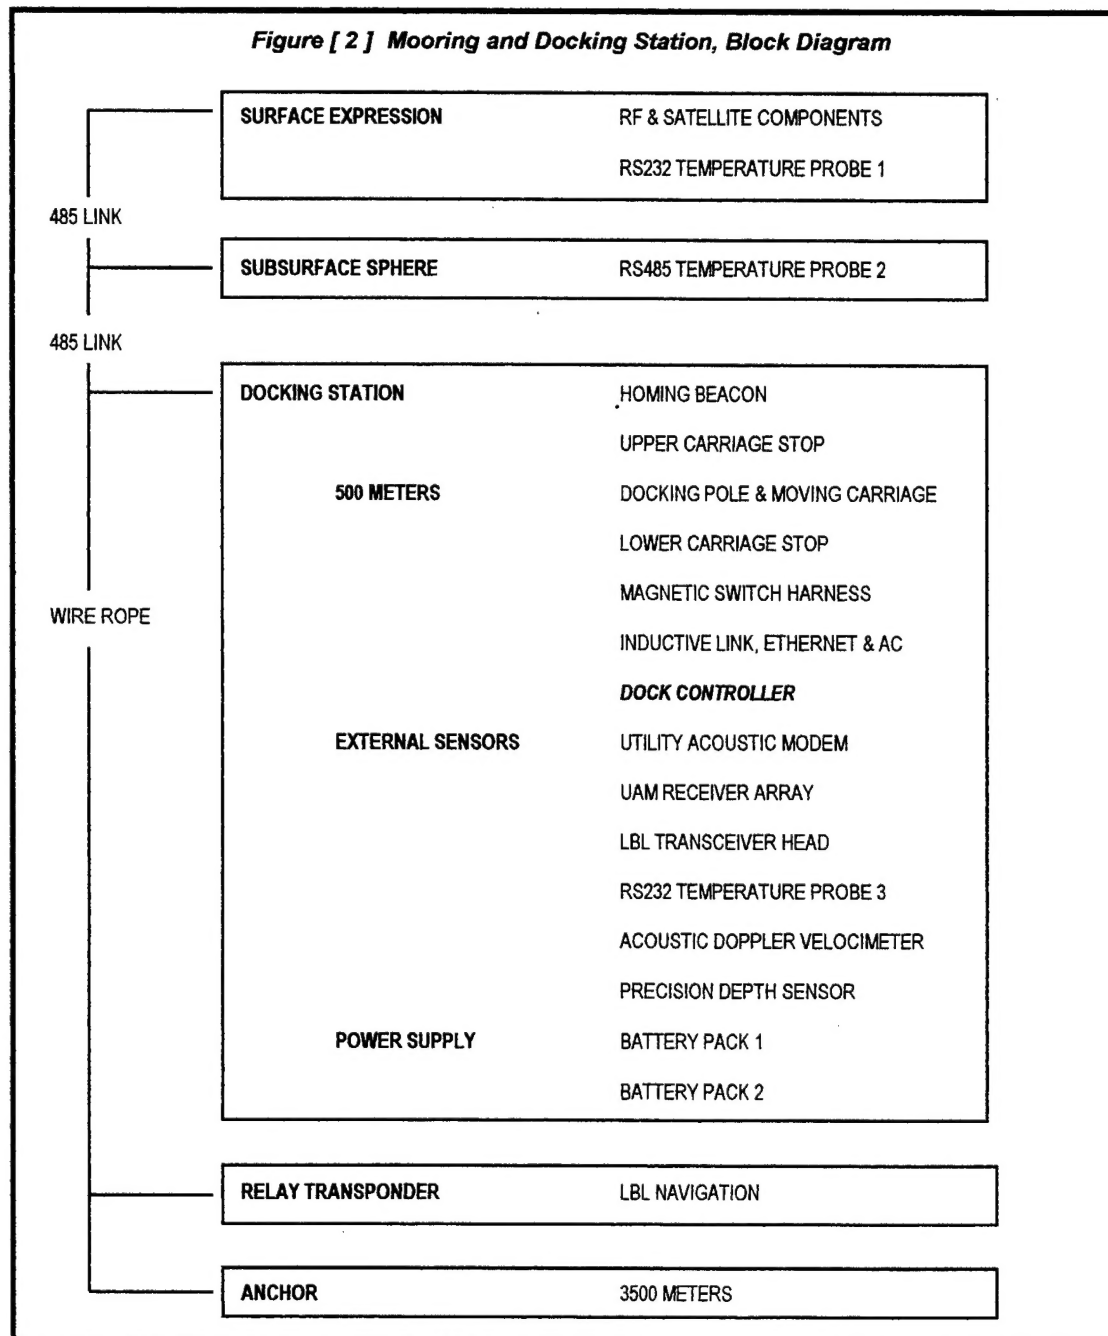 Figure [ 2 ] Mooring and Docking Station, Block Diagram
SURFACE EXPRESSION RF & SATELLITE COMPONENTS
RS232 TEMPERATURE PROBE 1
485 LINK
SUBSURFACE SPHERE RS485 TEMPERATURE PROBE 2
485 LINK
DOCKING STATION HOMING BEACON
UPPER CARRIAGE STOP
500 METERS DOCKING POLE & MOVING CARRIAGE
LOWER CARRIAGE STOP
MAGNETIC SWITCH HARNESS
WIRE ROPE
INDUCTIVE LINK, ETHERNET & AC
DOCK CONTROLLER
EXTERNAL SENSORS UTILITY ACOUSTIC MODEM
UAM RECEIVER ARRAY
LBL TRANSCEIVER HEAD
RS232 TEMPERATURE PROBE 3
ACOUSTIC DOPPLER VELOCIMETER
PRECISION DEPTH SENSOR
POWER SUPPLY BATTERY PACK 1
BATTERY PACK 2
RELAY TRANSPONDER LBL NAVIGATION
ANCHOR 3500 METERS